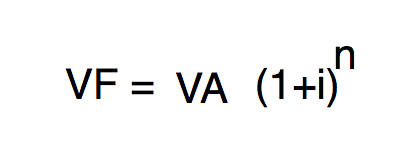 VF = VA (1+i)^n